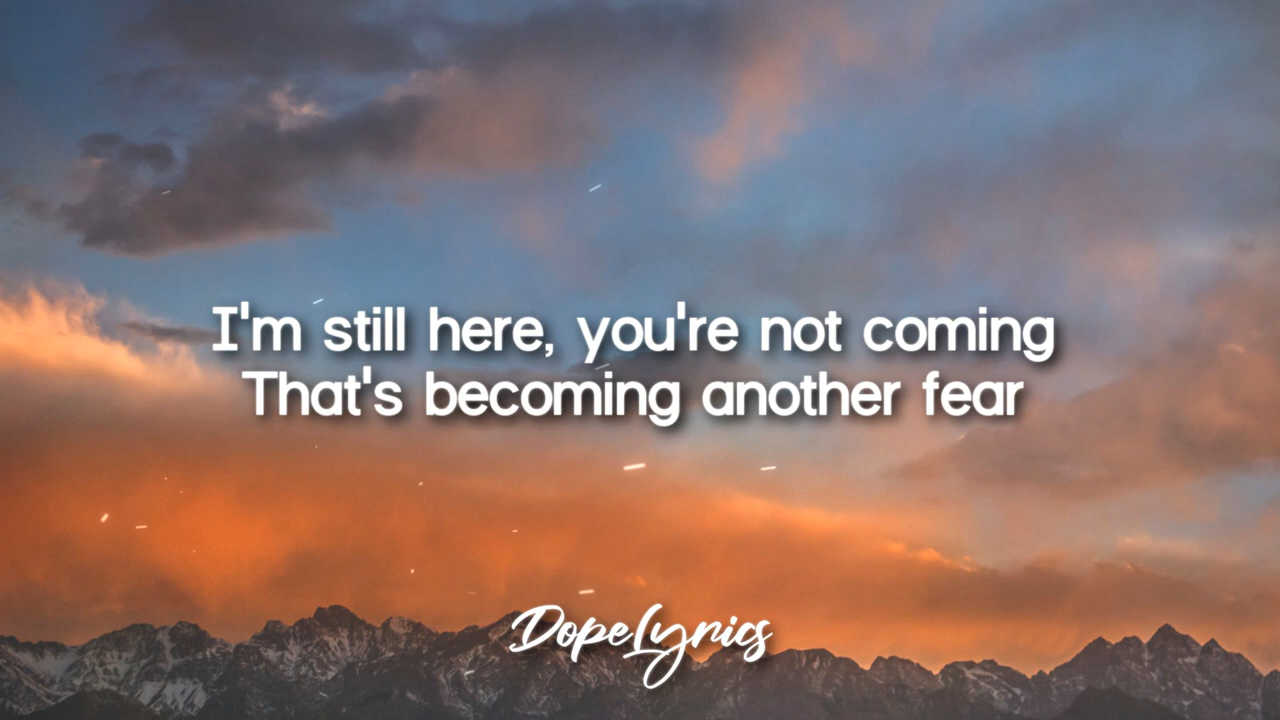 I'm still here, you're not coming
That's becoming another fear
DopeLyrics